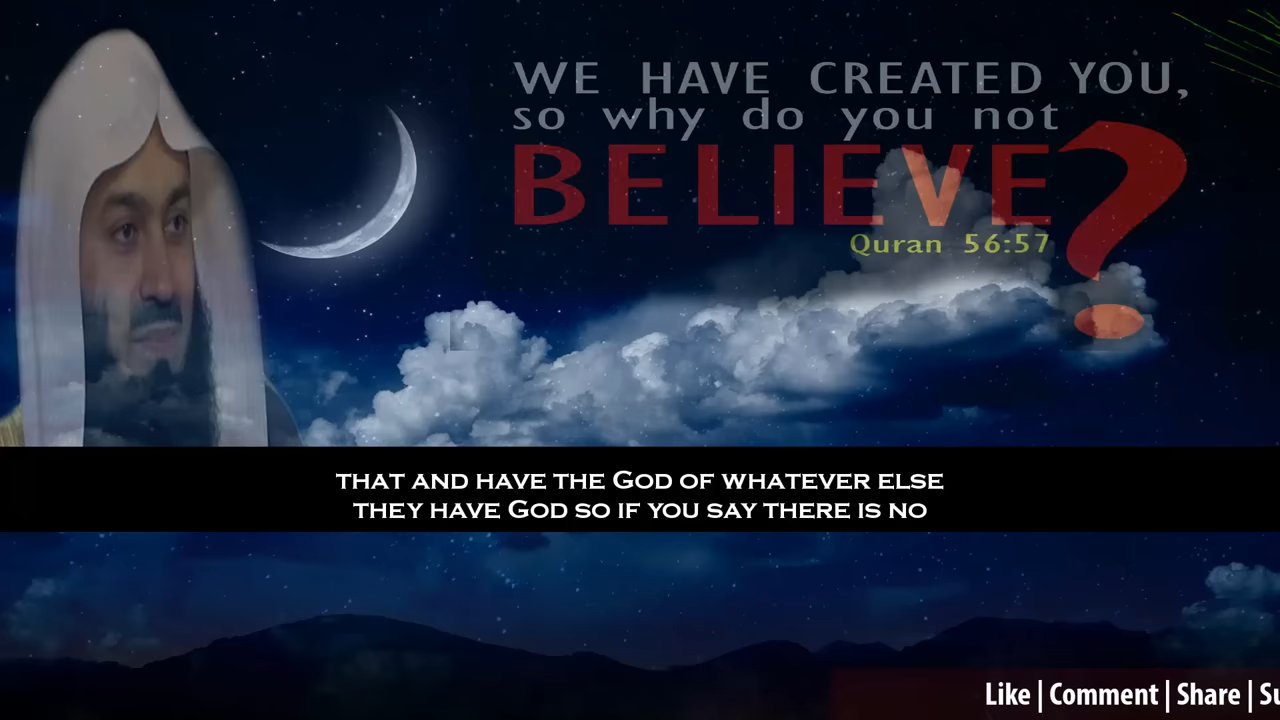 WE HAVE CREATED YOU,
so why do you not
BELIEVE?
Quran 56:57
THAT AND HAVE THE GOD OF WHATEVER ELSE
THEY HAVE GOD SO IF YOU SAY THERE IS NO
Like | Comment | Share | Su